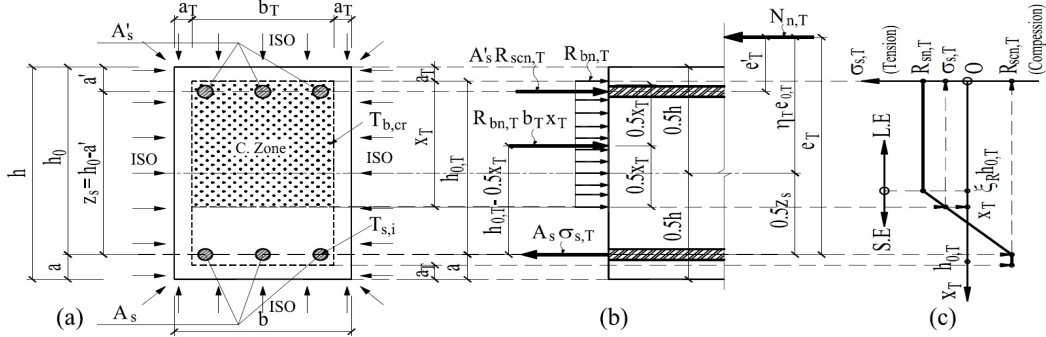 a_T b_T a_T
A'_s
ISO
a'
a_T
h
h_0
z_s = h_0-a'
ISO
C. Zone
T_b,cr
ISO
x_T
h_0,T
T_s,i
a
a_T
a
A_s
ISO
b
(a)
N_n,T
A'_s R_scn,T
R_bn,T
e'_T
R_bn,T b_T x_T
0.5x_T
0.5h
η_T e_0,T
e_T
h_0,T - 0.5x_T
0.5x_T
0.5h
0.5z_s
A_s σ_s,T
(b)
σ_s,T
(Tension)
R_sn,T
σ_s,T
O
R_scn,T
(Compession)
L.E
S.E
ξ_R h_0,T
x_T
h_0,T
x_T
(c)